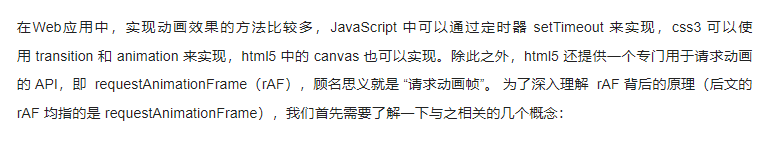 在Web应用中，实现动画效果的方法比较多，JavaScript 中可以通过定时器 setTimeout 来实现，css3 可以使
用 transition 和 animation 来实现，html5 中的 canvas 也可以实现。除此之外，html5 还提供一个专门用于请求动画
的 API，即 requestAnimationFrame（rAF），顾名思义就是 “请求动画帧”。 为了深入理解 rAF 背后的原理（后文的
rAF 均指的是 requestAnimationFrame），我们首先需要了解一下与之相关的几个概念：